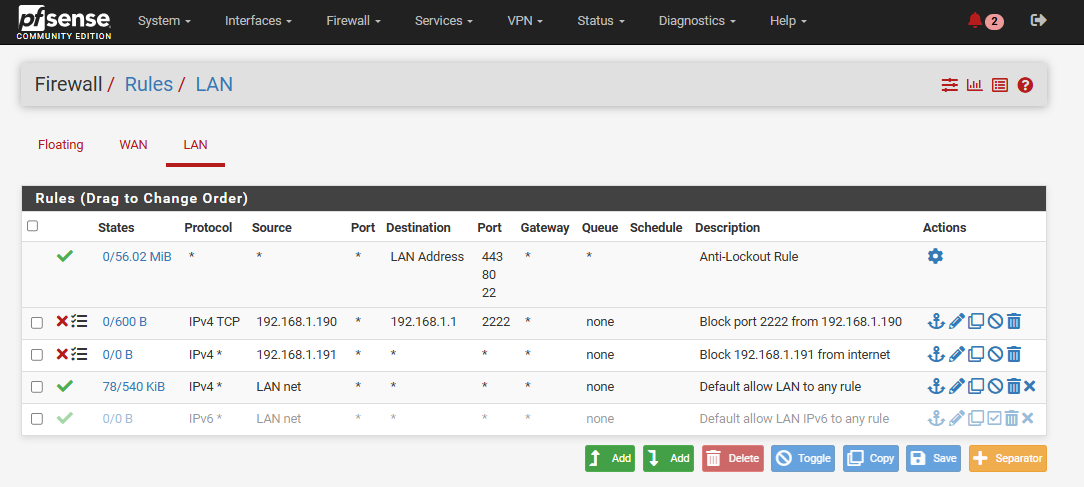 pfsense System Interfaces Firewall Services VPN Status Diagnostics Help 2
COMMUNITY EDITION
Firewall / Rules / LAN
Floating WAN LAN
Rules (Drag to Change Order)
States Protocol Source Port Destination Port Gateway Queue Schedule Description Actions
0/56.02 MiB * * * LAN Address 443 * * Anti-Lockout Rule
80
22
0/600 B IPv4 TCP 192.168.1.190 * 192.168.1.1 2222 * none Block port 2222 from 192.168.1.190
0/0 B IPv4 * 192.168.1.191 * * * * none Block 192.168.1.191 from internet
78/540 KiB IPv4 * LAN net * * * * none Default allow LAN to any rule
0/0 B IPv6 * LAN net * * * * none Default allow LAN IPv6 to any rule
Add Add Delete Toggle Copy Save Separator